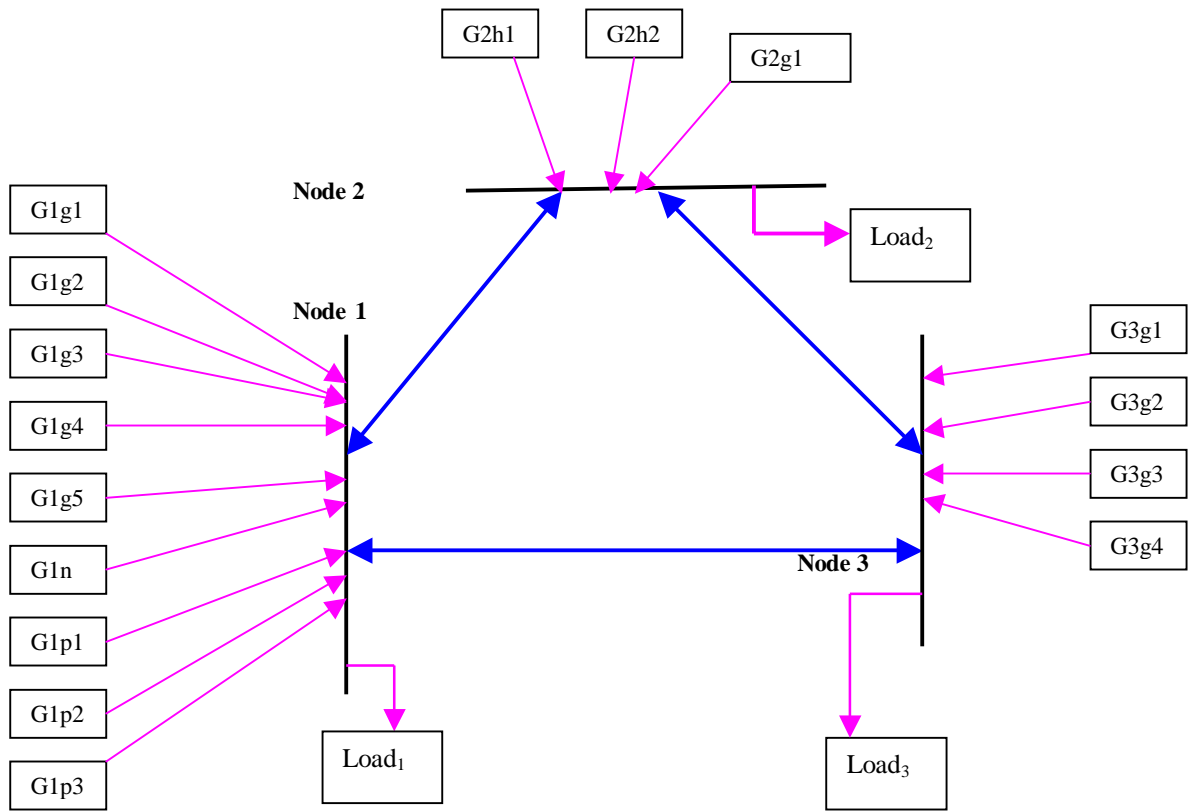 G2h1
G2h2
G2g1
Node 2
Load₂
G1g1
G1g2
G1g3
G1g4
G1g5
G1n
G1p1
G1p2
G1p3
Node 1
G3g1
G3g2
G3g3
G3g4
Node 3
Load₁
Load₃